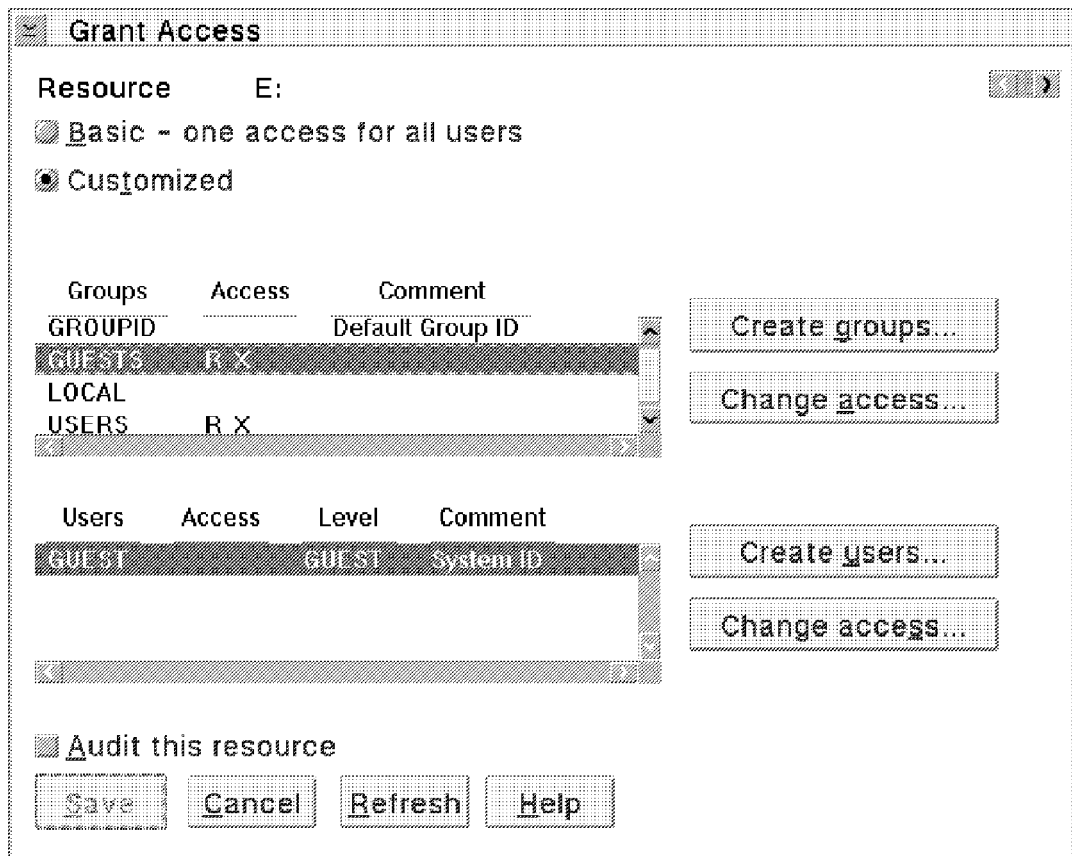 Grant Access
Resource E:
Basic - one access for all users
Customized
Groups Access Comment
GROUPID Default Group ID
GUESTS R X
LOCAL
USERS R X
Create groups...
Change access...
Users Access Level Comment
GUEST GUEST System ID
Create users...
Change access...
Audit this resource
Save Cancel Refresh Help